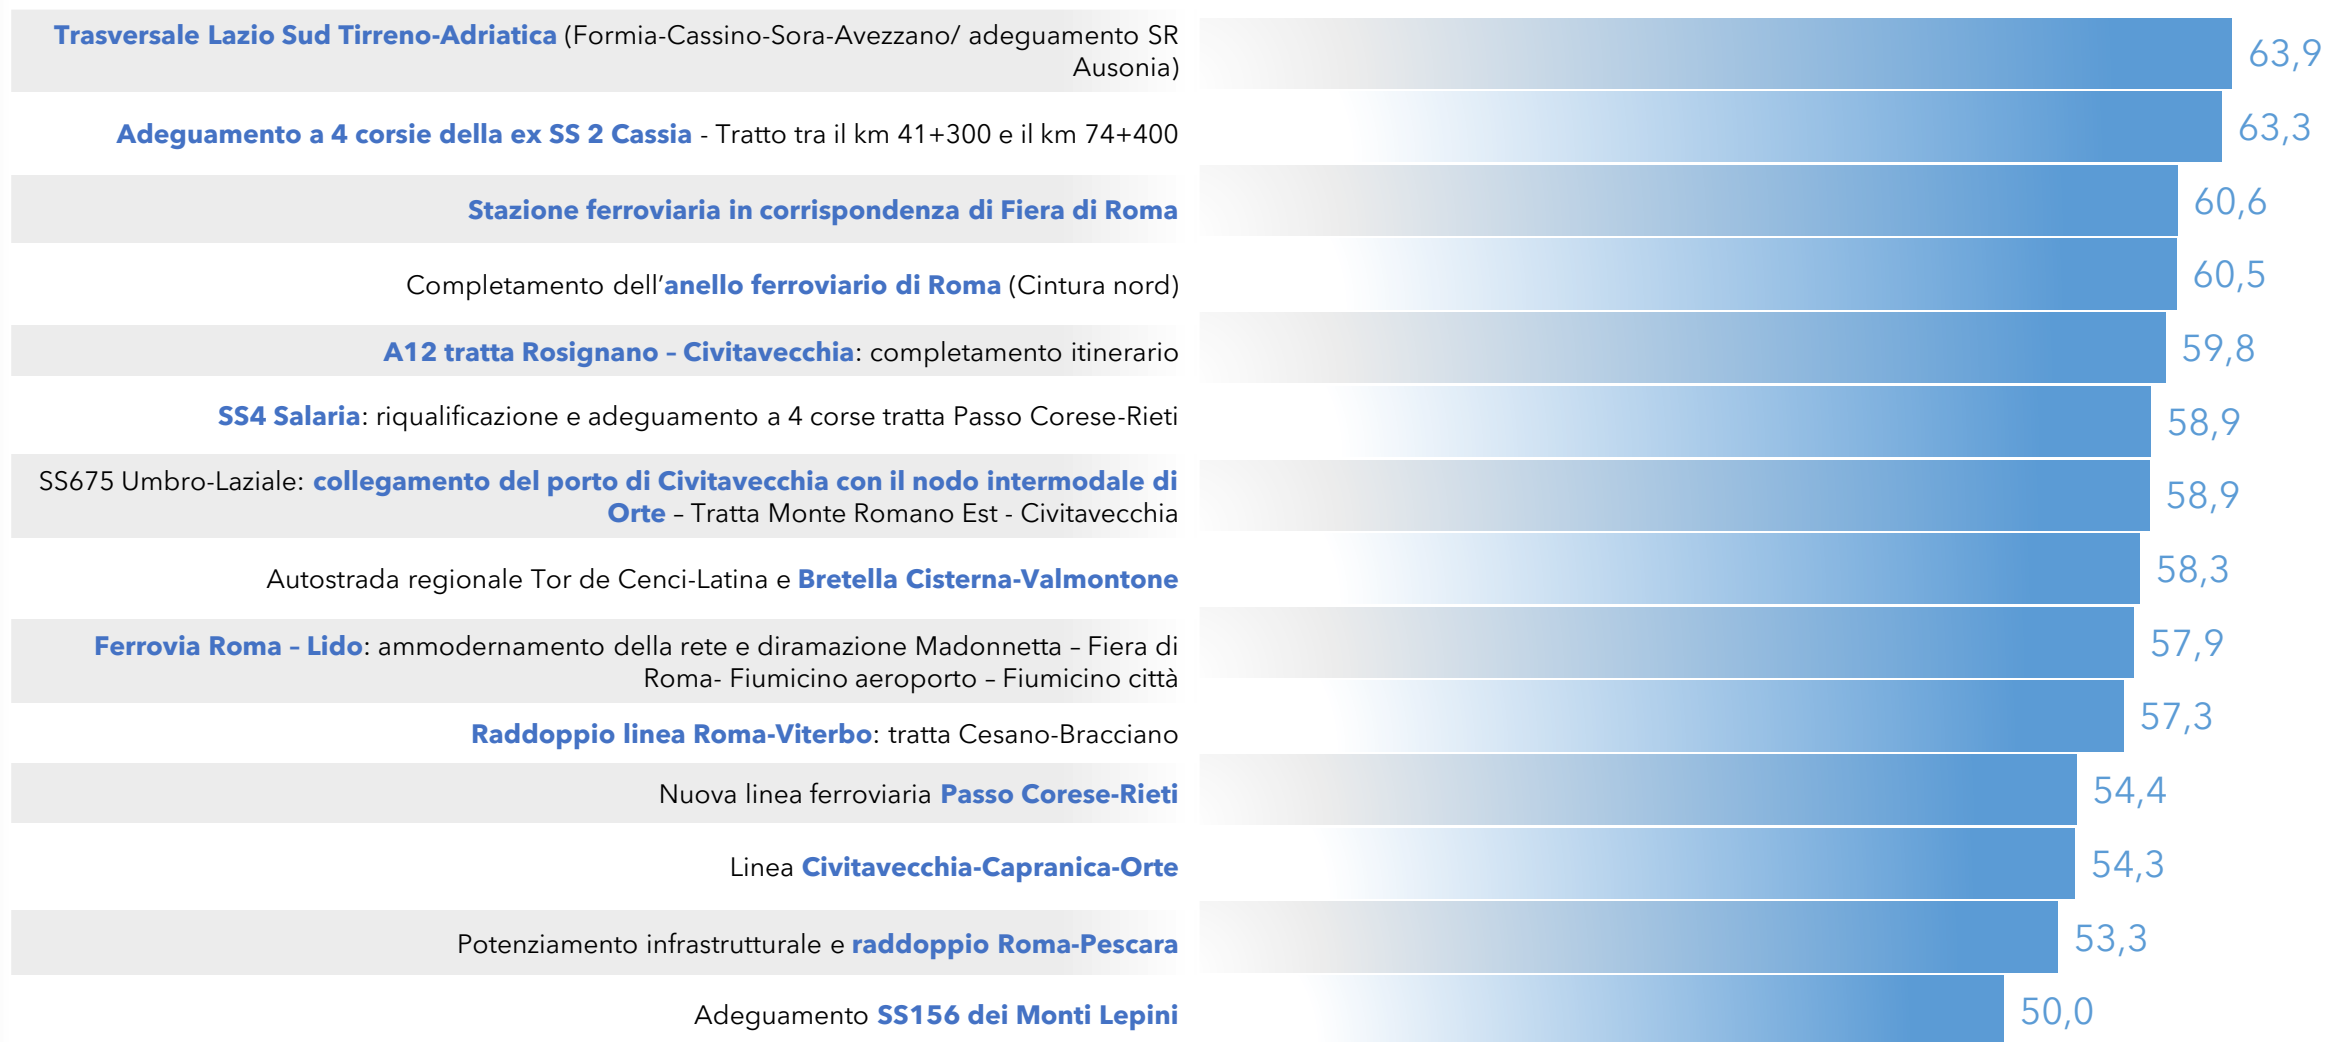 Trasversale Lazio Sud Tirreno-Adriatica (Formia-Cassino-Sora-Avezzano/ adeguamento SR
Ausonia)
63,9
Adeguamento a 4 corsie della ex SS 2 Cassia - Tratto tra il km 41+300 e il km 74+400
63,3
Stazione ferroviaria in corrispondenza di Fiera di Roma
60,6
Completamento dell'anello ferroviario di Roma (Cintura nord)
60,5
A12 tratta Rosignano – Civitavecchia: completamento itinerario
59,8
SS4 Salaria: riqualificazione e adeguamento a 4 corse tratta Passo Corese-Rieti
58,9
SS675 Umbro-Laziale: collegamento del porto di Civitavecchia con il nodo intermodale di
Orte – Tratta Monte Romano Est - Civitavecchia
58,9
Autostrada regionale Tor de Cenci-Latina e Bretella Cisterna-Valmontone
58,3
Ferrovia Roma – Lido: ammodernamento della rete e diramazione Madonnetta – Fiera di
Roma- Fiumicino aeroporto – Fiumicino città
57,9
Raddoppio linea Roma-Viterbo: tratta Cesano-Bracciano
57,3
Nuova linea ferroviaria Passo Corese-Rieti
54,4
Linea Civitavecchia-Capranica-Orte
54,3
Potenziamento infrastrutturale e raddoppio Roma-Pescara
53,3
Adeguamento SS156 dei Monti Lepini
50,0